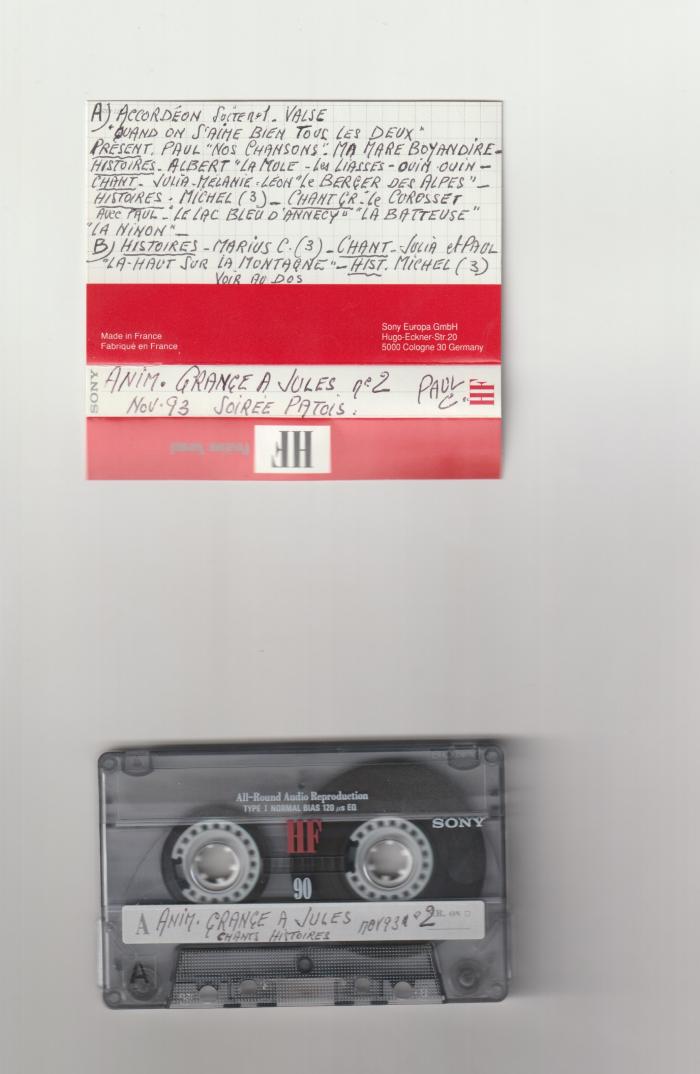 A) ACCORDÉON Suite n°1. VALSE
"QUAND ON S'AIME BIEN TOUS LES DEUX"
PRÉSENT. PAUL "NOS CHANSONS". MA MARE BOYANDIRE-
HISTOIRES. ALBERT "LA MULE - Les LIASSES - OUIN OUIN -
CHANT - JULIA-MELANIE-LEON "Le BERGER DES ALPES" -
HISTOIRES. MICHEL (3) - CHANT GR. "Le COROSSET
AVEC PAUL - "LE LAC BLEU D'ANNECY" "LA BATTEUSE"
"LA NINON" -
B) HISTOIRES - MARIUS C. (3) - CHANT - JULIA et PAUL
"LA-HAUT SUR LA MONTAGNE" - HIST. MICHEL (3)
VOIR AU DOS
Made in France
Fabriqué en France
Sony Europa GmbH
Hugo-Eckner-Str.20
5000 Cologne 30 Germany
SONY
ANIM. GRANGE A JULES n°2 PAUL C. HF
NOV. 93 SOIRÉE PATOIS.
HF Position Normal
All-Round Audio Reproduction
TYPE I NORMAL BIAS 120 µs EQ
HF
SONY
90
A ANIM. GRANGE A JULES nov 93 n°2
CHANTS HISTOIRES
A